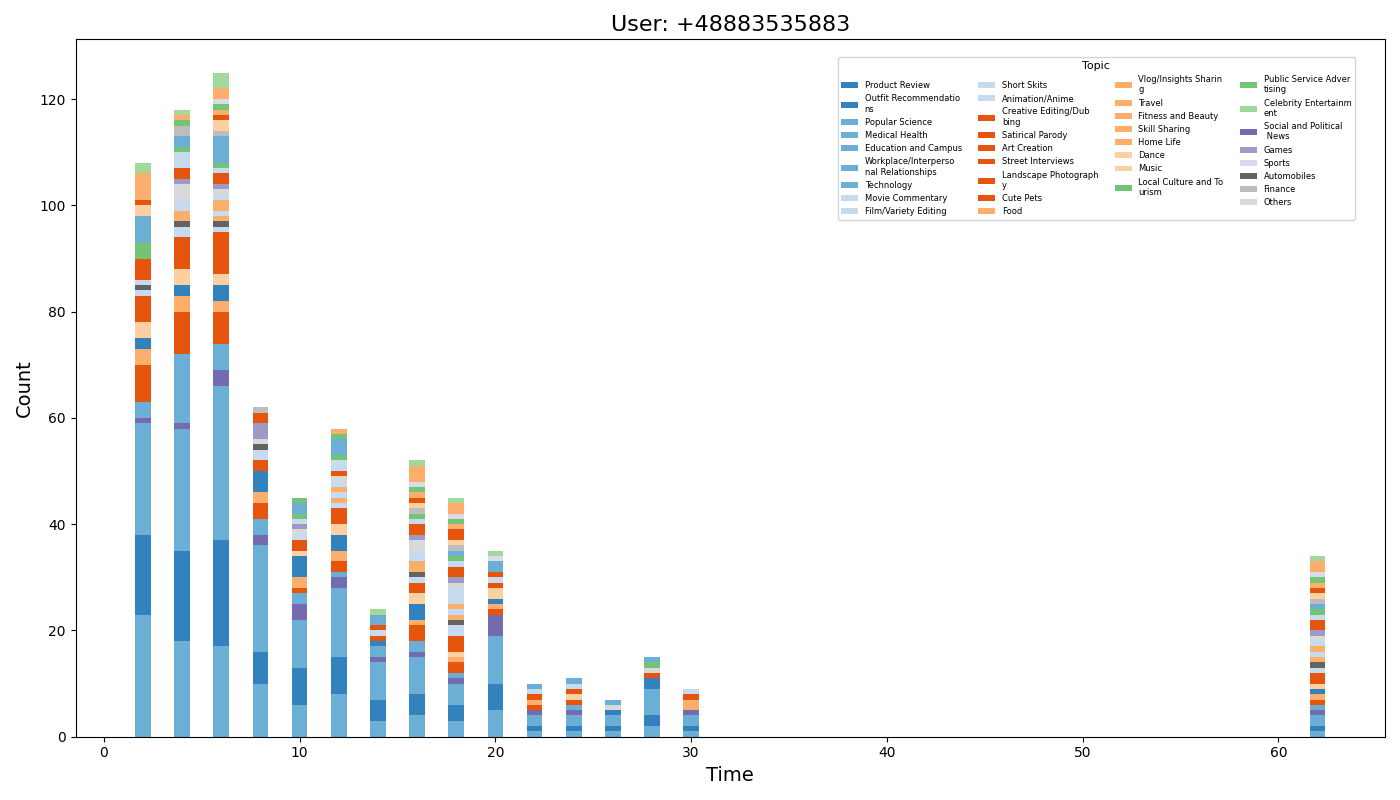 User: +48883535883
Count
120
100
80
60
40
20
0
Topic
Product Review
Outfit Recommendatio
ns
Popular Science
Medical Health
Education and Campus
Workplace/Interperso
nal Relationships
Technology
Movie Commentary
Film/Variety Editing
Short Skits
Animation/Anime
Creative Editing/Dub
bing
Satirical Parody
Art Creation
Street Interviews
Landscape Photograph
y
Cute Pets
Food
Vlog/Insights Sharin
g
Travel
Fitness and Beauty
Skill Sharing
Home Life
Dance
Music
Local Culture and To
urism
Public Service Adver
tising
Celebrity Entertainm
ent
Social and Political
News
Games
Sports
Automobiles
Finance
Others
0 10 20 30 40 50 60
Time